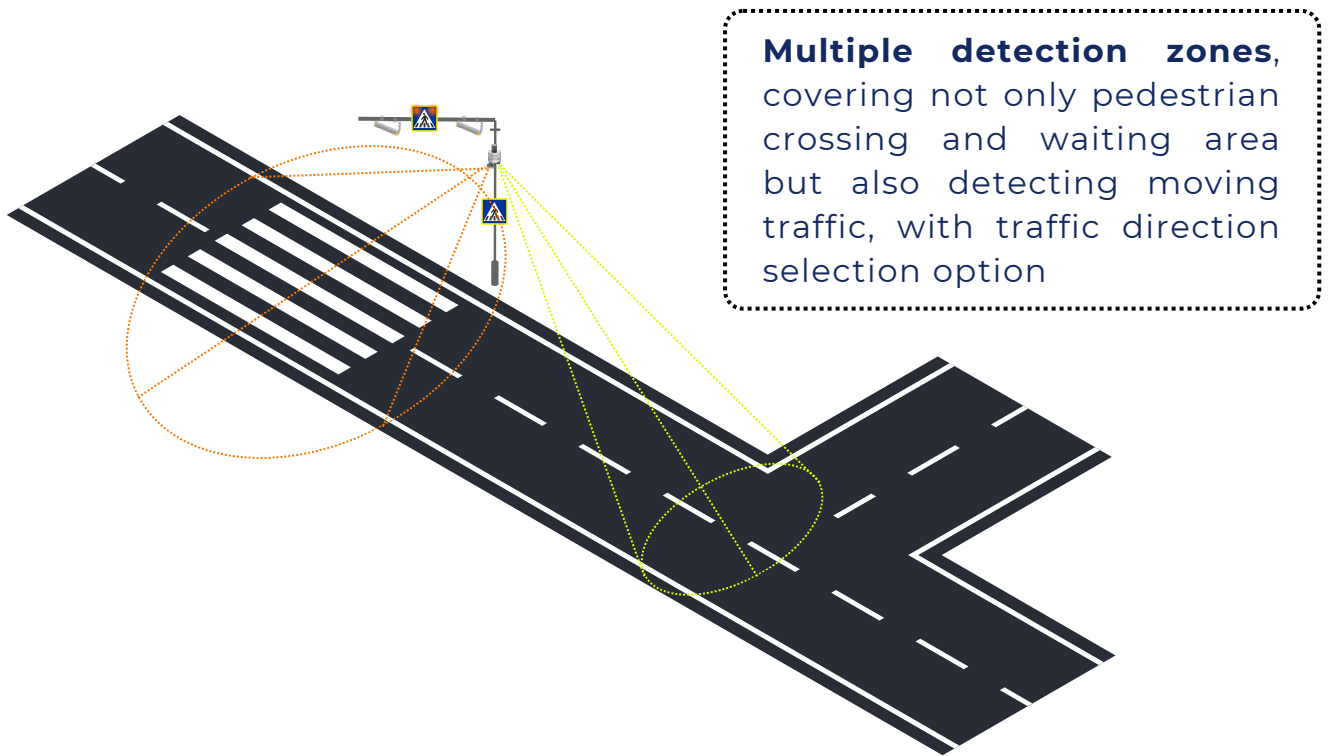 Multiple detection zones,
covering not only pedestrian
crossing and waiting area
but also detecting moving
traffic, with traffic direction
selection option